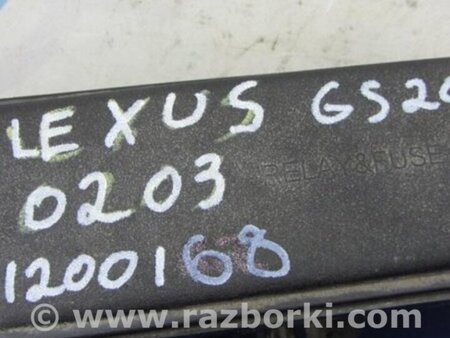 LEXUS GS20
RELAY&FUSE
0203
1200168
www.razborki.com